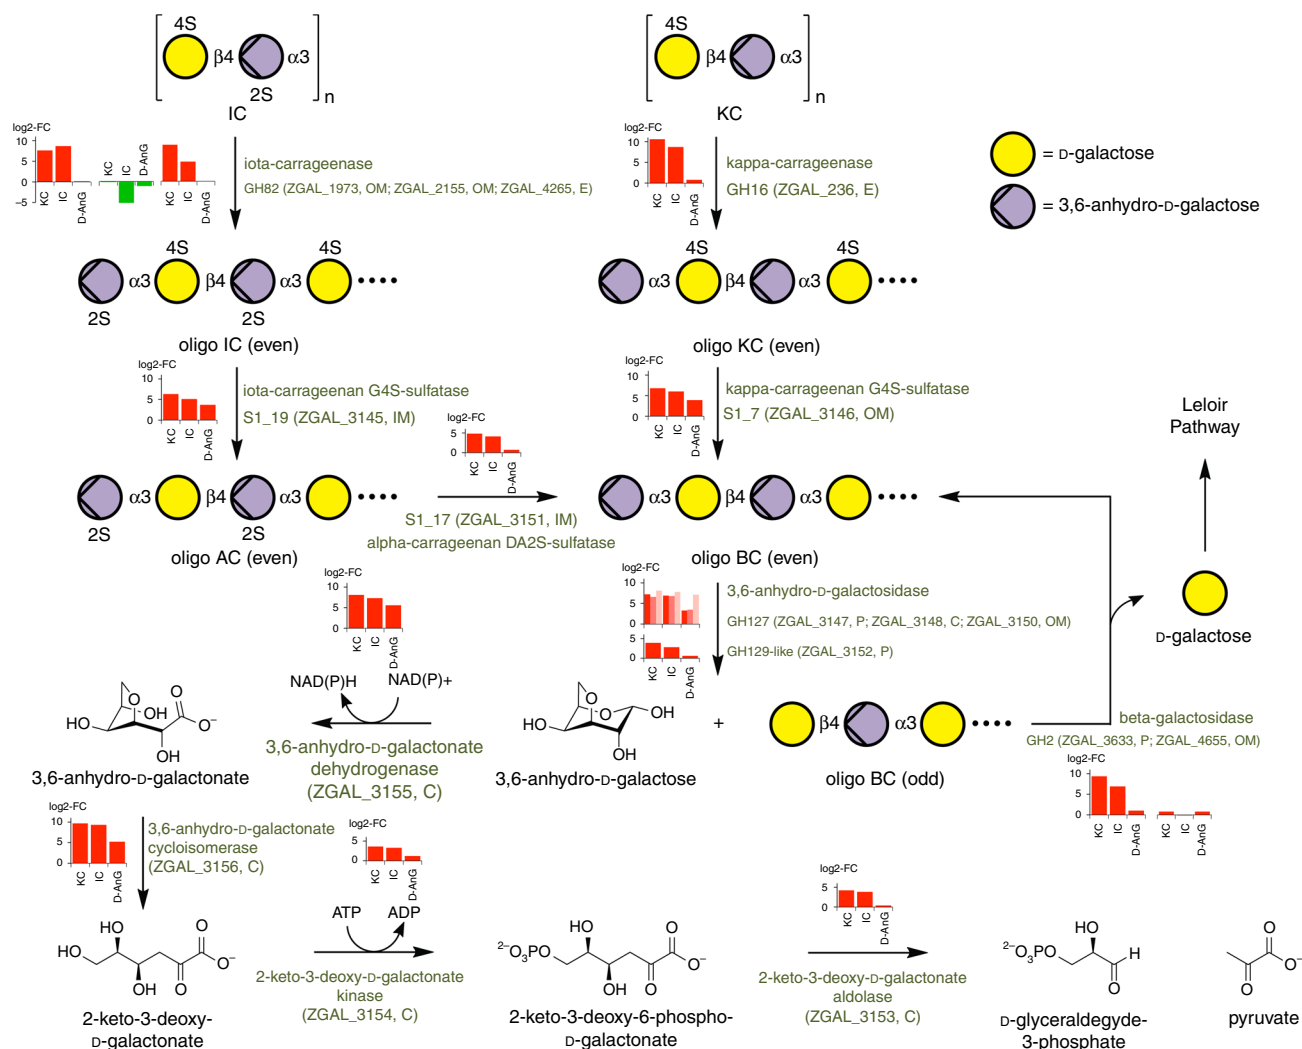 4S
β4
α3
2S
n
IC
4S
β4
α3
n
KC
= D-galactose
= 3,6-anhydro-D-galactose
log2-FC
10
5
0
−5
KC
IC
D-AnG
KC
IC
D-AnG
KC
IC
D-AnG
iota-carrageenase
GH82 (ZGAL_1973, OM; ZGAL_2155, OM; ZGAL_4265, E)
log2-FC
10
5
0
KC
IC
D-AnG
kappa-carrageenase
GH16 (ZGAL_236, E)
4S
4S
α3
β4
α3
2S
2S
oligo IC (even)
4S
4S
α3
β4
α3
oligo KC (even)
log2-FC
10
5
0
KC
IC
D-AnG
iota-carrageenan G4S-sulfatase
S1_19 (ZGAL_3145, IM)
log2-FC
10
5
0
KC
IC
D-AnG
kappa-carrageenan G4S-sulfatase
S1_7 (ZGAL_3146, OM)
Leloir
Pathway
log2-FC
5
0
KC
IC
D-AnG
α3
β4
α3
2S
2S
oligo AC (even)
S1_17 (ZGAL_3151, IM)
alpha-carrageenan DA2S-sulfatase
α3
β4
α3
oligo BC (even)
log2-FC
10
5
0
KC
IC
D-AnG
log2-FC
10
5
0
5
0
KC
IC
D-AnG
3,6-anhydro-D-galactosidase
GH127 (ZGAL_3147, P; ZGAL_3148, C; ZGAL_3150, OM)
GH129-like (ZGAL_3152, P)
D-galactose
NAD(P)H
NAD(P)+
3,6-anhydro-D-galactonate
dehydrogenase
(ZGAL_3155, C)
O
O
OH
HO
O−
OH
3,6-anhydro-D-galactonate
O
O
OH
HO
OH
3,6-anhydro-D-galactose
+
β4
α3
oligo BC (odd)
beta-galactosidase
GH2 (ZGAL_3633, P; ZGAL_4655, OM)
log2-FC
10
5
0
KC
IC
D-AnG
KC
IC
D-AnG
log2-FC
10
5
0
KC
IC
D-AnG
3,6-anhydro-D-galactonate
cycloisomerase
(ZGAL_3156, C)
log2-FC
5
0
KC
IC
D-AnG
ATP
ADP
2-keto-3-deoxy-D-galactonate
kinase
(ZGAL_3154, C)
log2-FC
5
0
KC
IC
D-AnG
2-keto-3-deoxy-D-galactonate
aldolase
(ZGAL_3153, C)
HO
HO
O
O−
OH
O
2-keto-3-deoxy-
D-galactonate
HO
O
2−O3PO
O−
OH
O
2-keto-3-deoxy-6-phospho-
D-galactonate
OH
2−O3PO
H
O
D-glyceraldegyde-
3-phosphate
O
O−
O
pyruvate